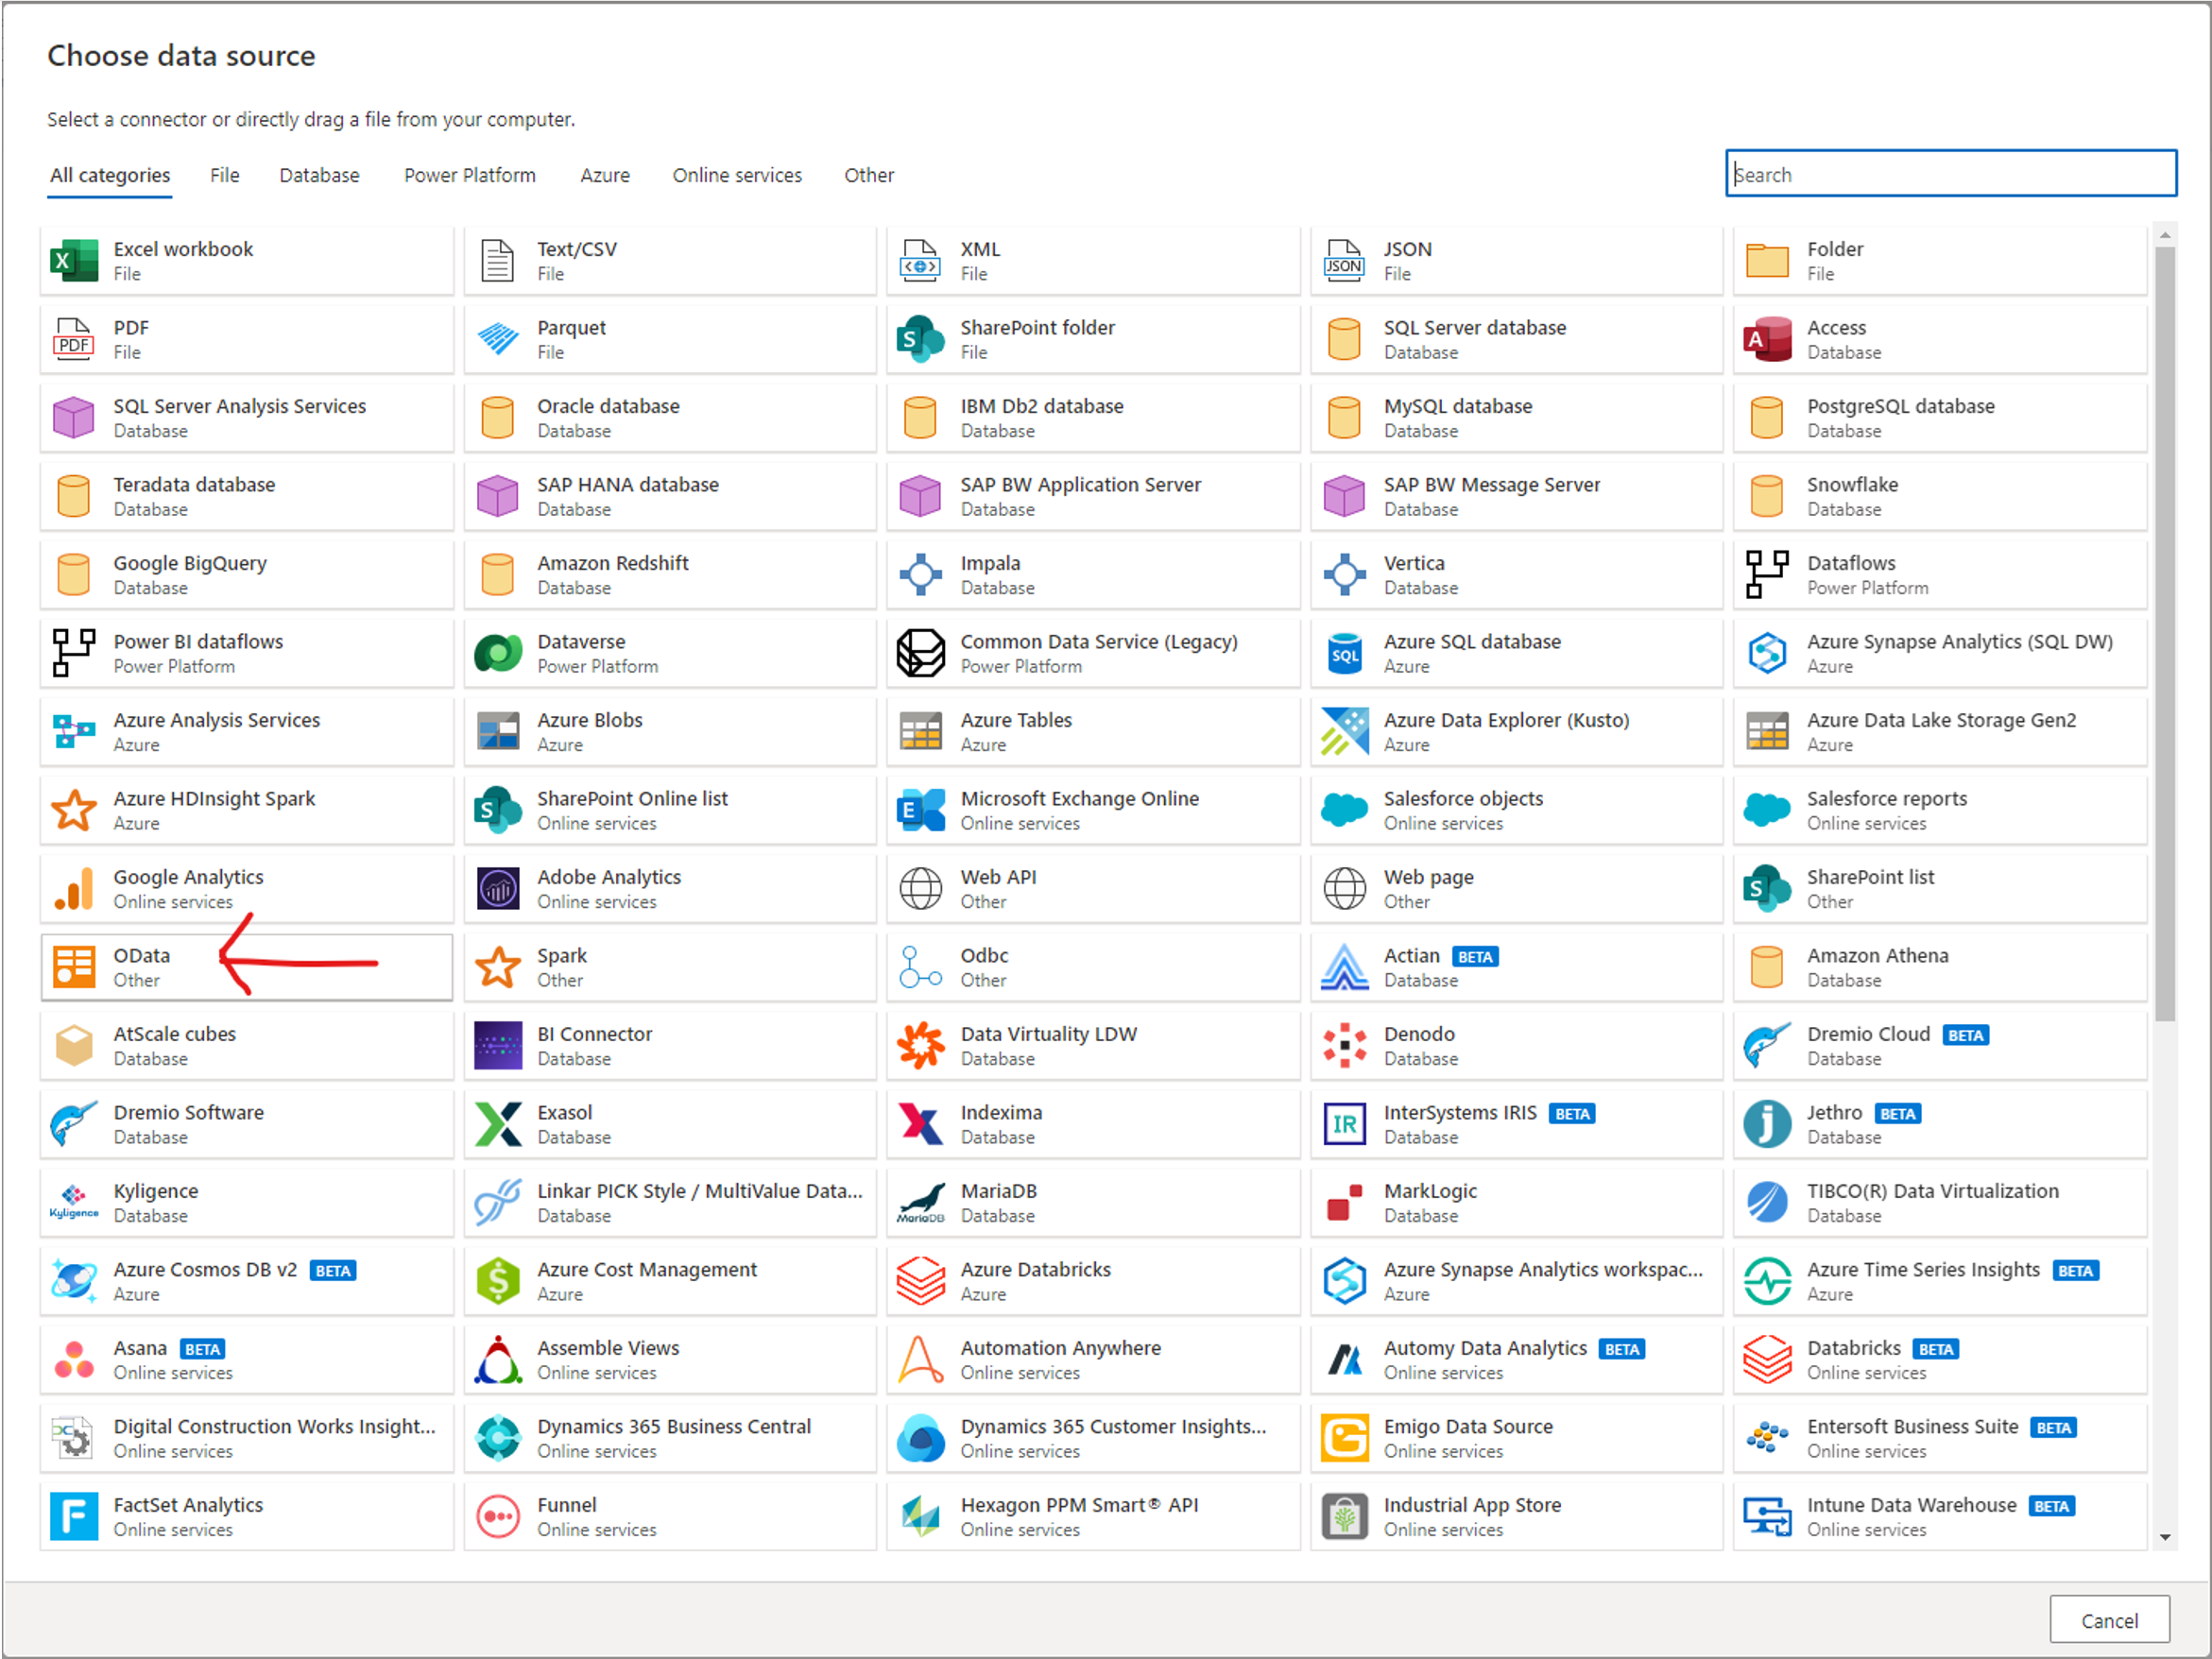 Choose data source
Select a connector or directly drag a file from your computer.
All categories File Database Power Platform Azure Online services Other
Search
Excel workbook
File
Text/CSV
File
XML
File
JSON
JSON
File
Folder
File
PDF
PDF
File
Parquet
File
SharePoint folder
File
SQL Server database
Database
Access
Database
SQL Server Analysis Services
Database
Oracle database
Database
IBM Db2 database
Database
MySQL database
Database
PostgreSQL database
Database
Teradata database
Database
SAP HANA database
Database
SAP BW Application Server
Database
SAP BW Message Server
Database
Snowflake
Database
Google BigQuery
Database
Amazon Redshift
Database
Impala
Database
Vertica
Database
Dataflows
Power Platform
Power BI dataflows
Power Platform
Dataverse
Power Platform
Common Data Service (Legacy)
Power Platform
SQL
Azure SQL database
Azure
Azure Synapse Analytics (SQL DW)
Azure
Azure Analysis Services
Azure
Azure Blobs
Azure
Azure Tables
Azure
Azure Data Explorer (Kusto)
Azure
Azure Data Lake Storage Gen2
Azure
Azure HDInsight Spark
Azure
SharePoint Online list
Online services
Microsoft Exchange Online
Online services
Salesforce objects
Online services
Salesforce reports
Online services
Google Analytics
Online services
Adobe Analytics
Online services
Web API
Other
Web page
Other
SharePoint list
Other
OData
Other
Spark
Other
Odbc
Other
Actian BETA
Database
Amazon Athena
Database
AtScale cubes
Database
BI Connector
Database
Data Virtuality LDW
Database
Denodo
Database
Dremio Cloud BETA
Database
Dremio Software
Database
Exasol
Database
Indexima
Database
IR
InterSystems IRIS BETA
Database
Jethro BETA
Database
Kyligence
Kyligence
Database
Linkar PICK Style / MultiValue Data...
Database
MariaDB
MariaDB
Database
MarkLogic
Database
TIBCO(R) Data Virtualization
Database
Azure Cosmos DB v2 BETA
Azure
Azure Cost Management
Azure
Azure Databricks
Azure
Azure Synapse Analytics workspac...
Azure
Azure Time Series Insights BETA
Azure
Asana BETA
Online services
Assemble Views
Online services
Automation Anywhere
Online services
Automy Data Analytics BETA
Online services
Databricks BETA
Online services
Digital Construction Works Insight...
Online services
Dynamics 365 Business Central
Online services
Dynamics 365 Customer Insights...
Online services
Emigo Data Source
Online services
Entersoft Business Suite BETA
Online services
FactSet Analytics
Online services
Funnel
Online services
Hexagon PPM Smart® API
Online services
Industrial App Store
Online services
Intune Data Warehouse BETA
Online services
Cancel